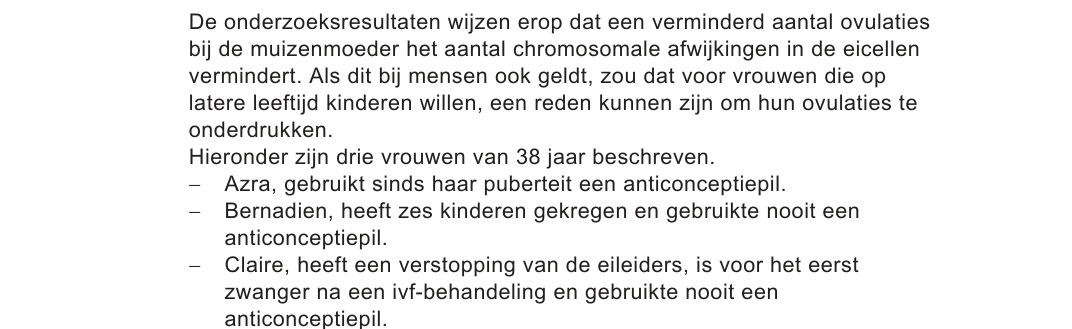 De onderzoeksresultaten wijzen erop dat een verminderd aantal ovulaties
bij de muizenmoeder het aantal chromosomale afwijkingen in de eicellen
vermindert. Als dit bij mensen ook geldt, zou dat voor vrouwen die op
latere leeftijd kinderen willen, een reden kunnen zijn om hun ovulaties te
onderdrukken.
Hieronder zijn drie vrouwen van 38 jaar beschreven.
− Azra, gebruikt sinds haar puberteit een anticonceptiepil.
− Bernadien, heeft zes kinderen gekregen en gebruikte nooit een
anticonceptiepil.
− Claire, heeft een verstopping van de eileiders, is voor het eerst
zwanger na een ivf-behandeling en gebruikte nooit een
anticonceptiepil.